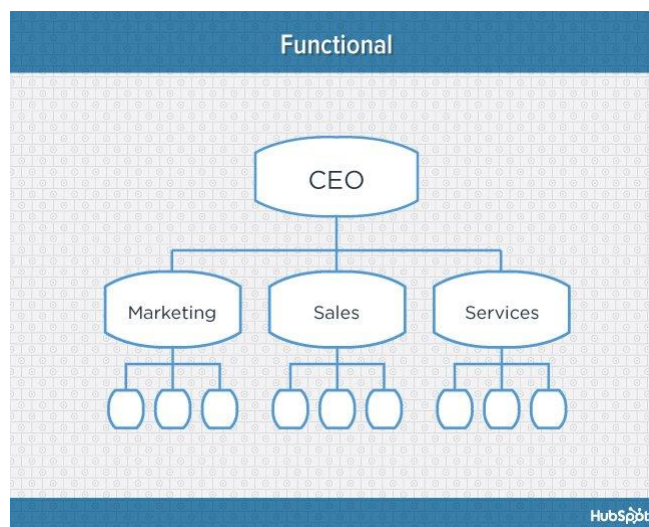 Functional
CEO
Marketing
Sales
Services
HubSpot